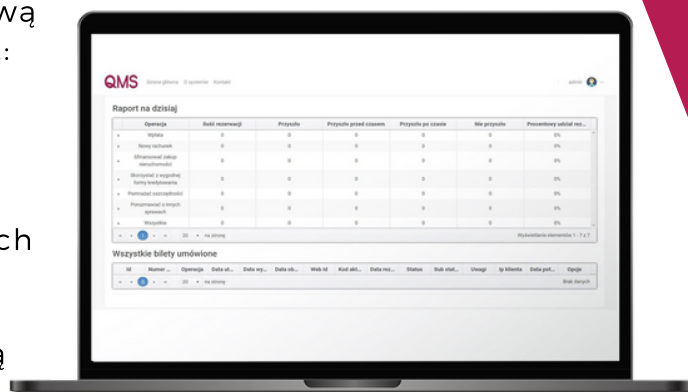 wą
:
ch
ą
QMS Strona główna O systemie Kontakt admin
Raport na dzisiaj
Operacja Ilość rezerwacji Przyszło Przyszło przed czasem Przyszło po czasie Nie przyszło Procentowy udział rez...
Wpłata 0 0 0 0 0 0%
Nowy rachunek 0 0 0 0 0 0%
Sfinansować zakup
nieruchomości 0 0 0 0 0 0%
Skorzystać z wygodnej
formy kredytowania 0 0 0 0 0 0%
Pomnażać oszczędności 0 0 0 0 0 0%
Porozmawiać o innych
sprawach 0 0 0 0 0 0%
Wszystkie 0 0 0 0 0 0%
1 20 na stronę Wyświetlanie elementów 1 - 7 z 7
Wszystkie bilety umówione
Id Numer ... Operacja Data ut... Data wy... Data ob... Web Id Kod akt... Data rez... Status Sub stat... Uwagi Ip klienta Data pot... Opcje
20 na stronę Brak danych